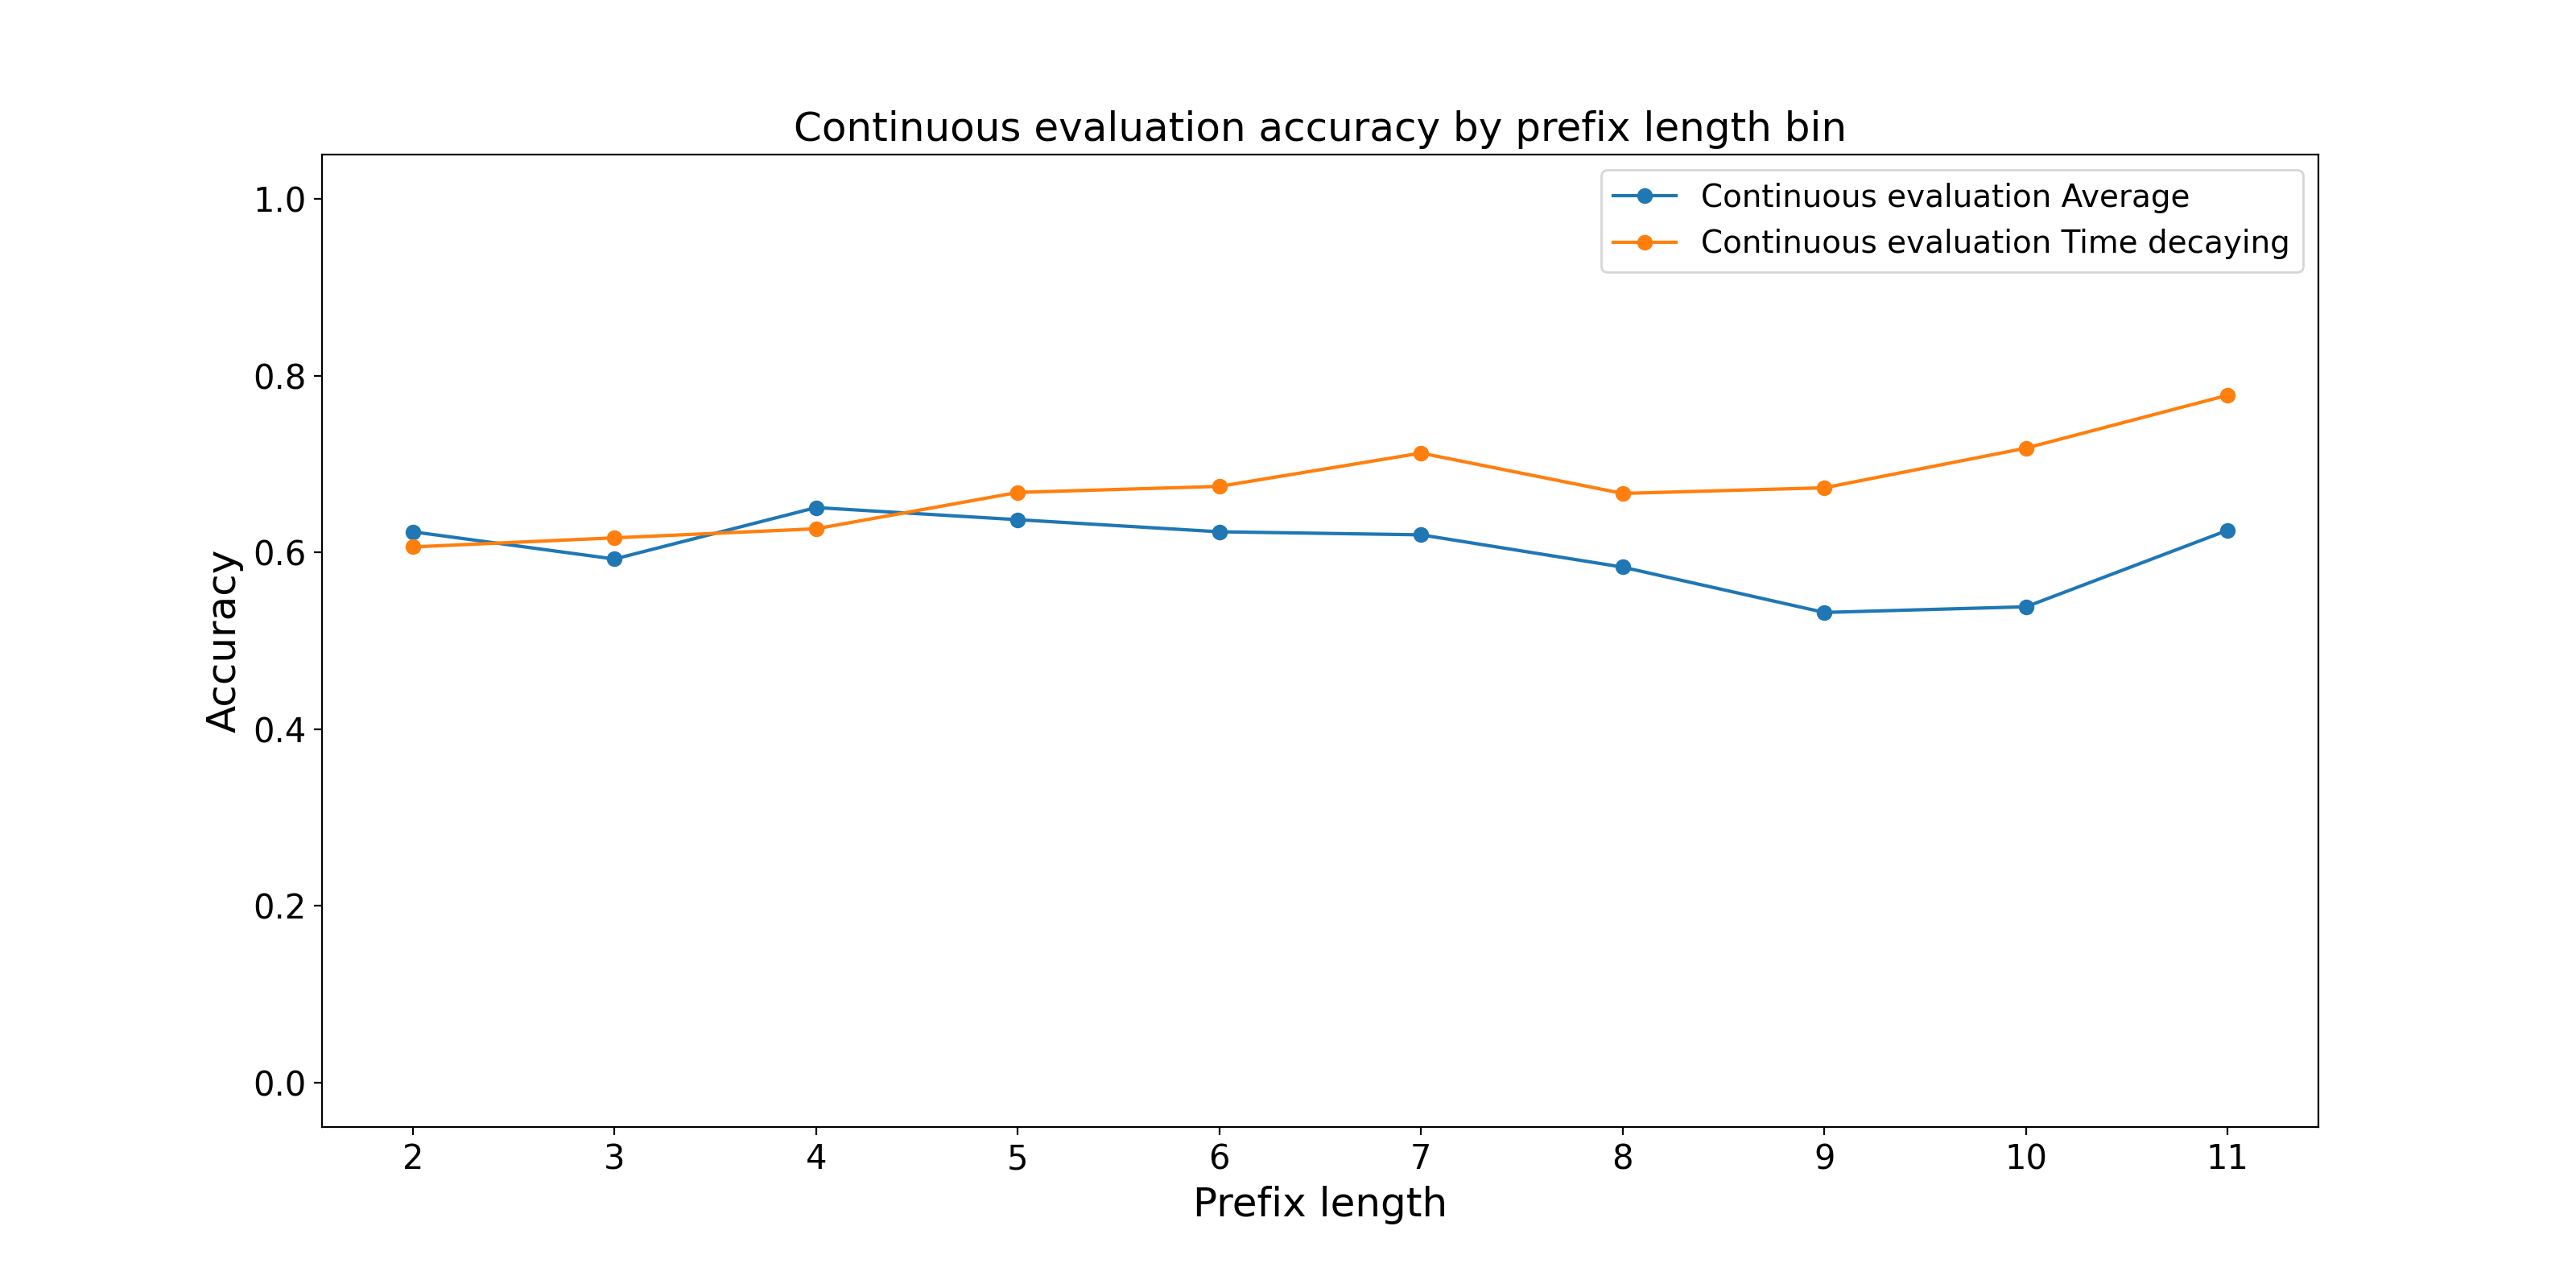 Continuous evaluation accuracy by prefix length bin
Continuous evaluation Average
Continuous evaluation Time decaying
Accuracy
1.0
0.8
0.6
0.4
0.2
0.0
2 3 4 5 6 7 8 9 10 11
Prefix length